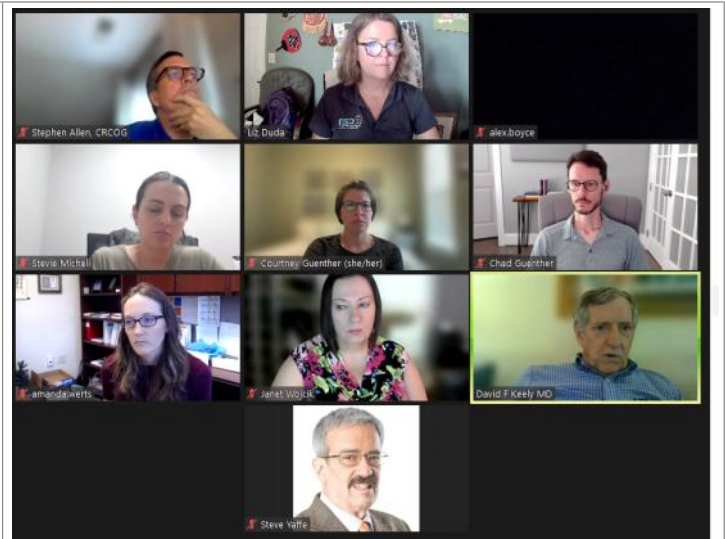 Stephen Allen, CRCOG
Liz Duda
alex.boyce
Stevie Micheli
Courtney Guenther (she/her)
Chad Guenther
amanda.werts
Janet Wojcik
David F Keely MD
Steve Yaffe